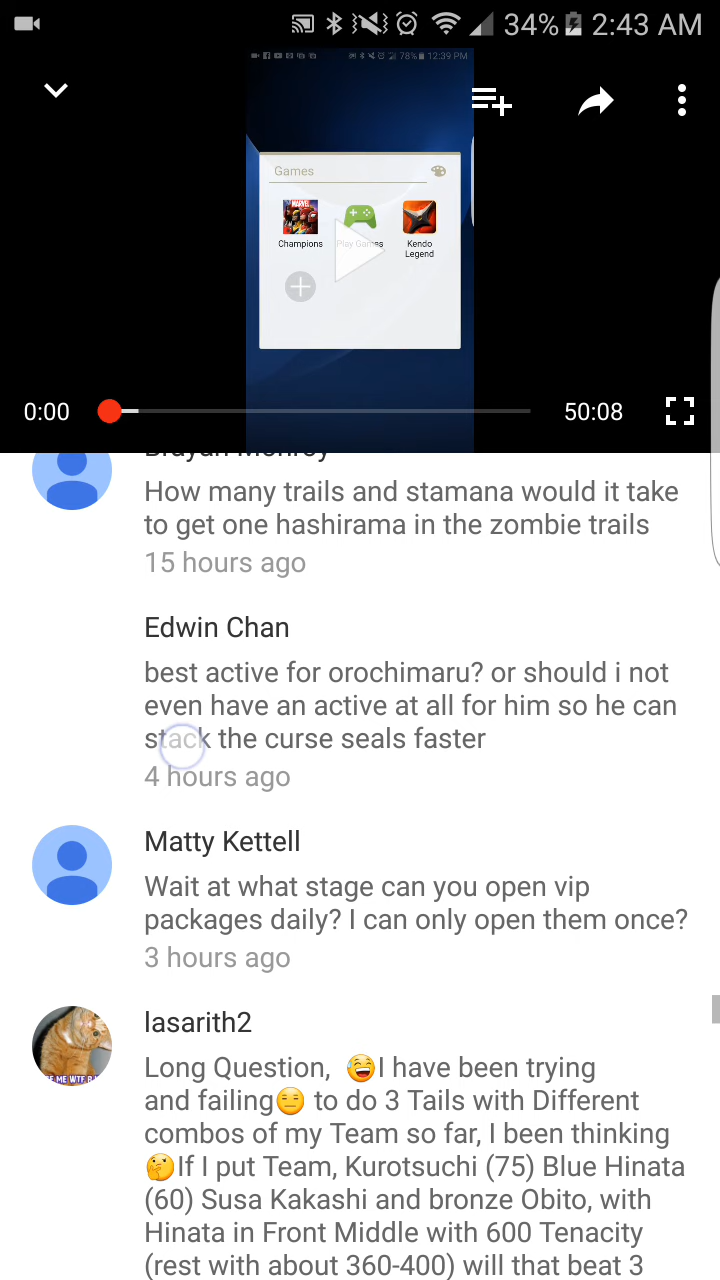 34% 2:43 AM
78% 12:39 PM
Games
Champions
Play Games
Kendo
Legend
0:00
50:08
Brayan Monroy
How many trails and stamana would it take
to get one hashirama in the zombie trails
15 hours ago
Edwin Chan
best active for orochimaru? or should i not
even have an active at all for him so he can
stack the curse seals faster
4 hours ago
Matty Kettell
Wait at what stage can you open vip
packages daily? I can only open them once?
3 hours ago
lasarith2
Long Question, 😅I have been trying
and failing😑 to do 3 Tails with Different
combos of my Team so far, I been thinking
🤔If I put Team, Kurotsuchi (75) Blue Hinata
(60) Susa Kakashi and bronze Obito, with
Hinata in Front Middle with 600 Tenacity
(rest with about 360-400) will that beat 3